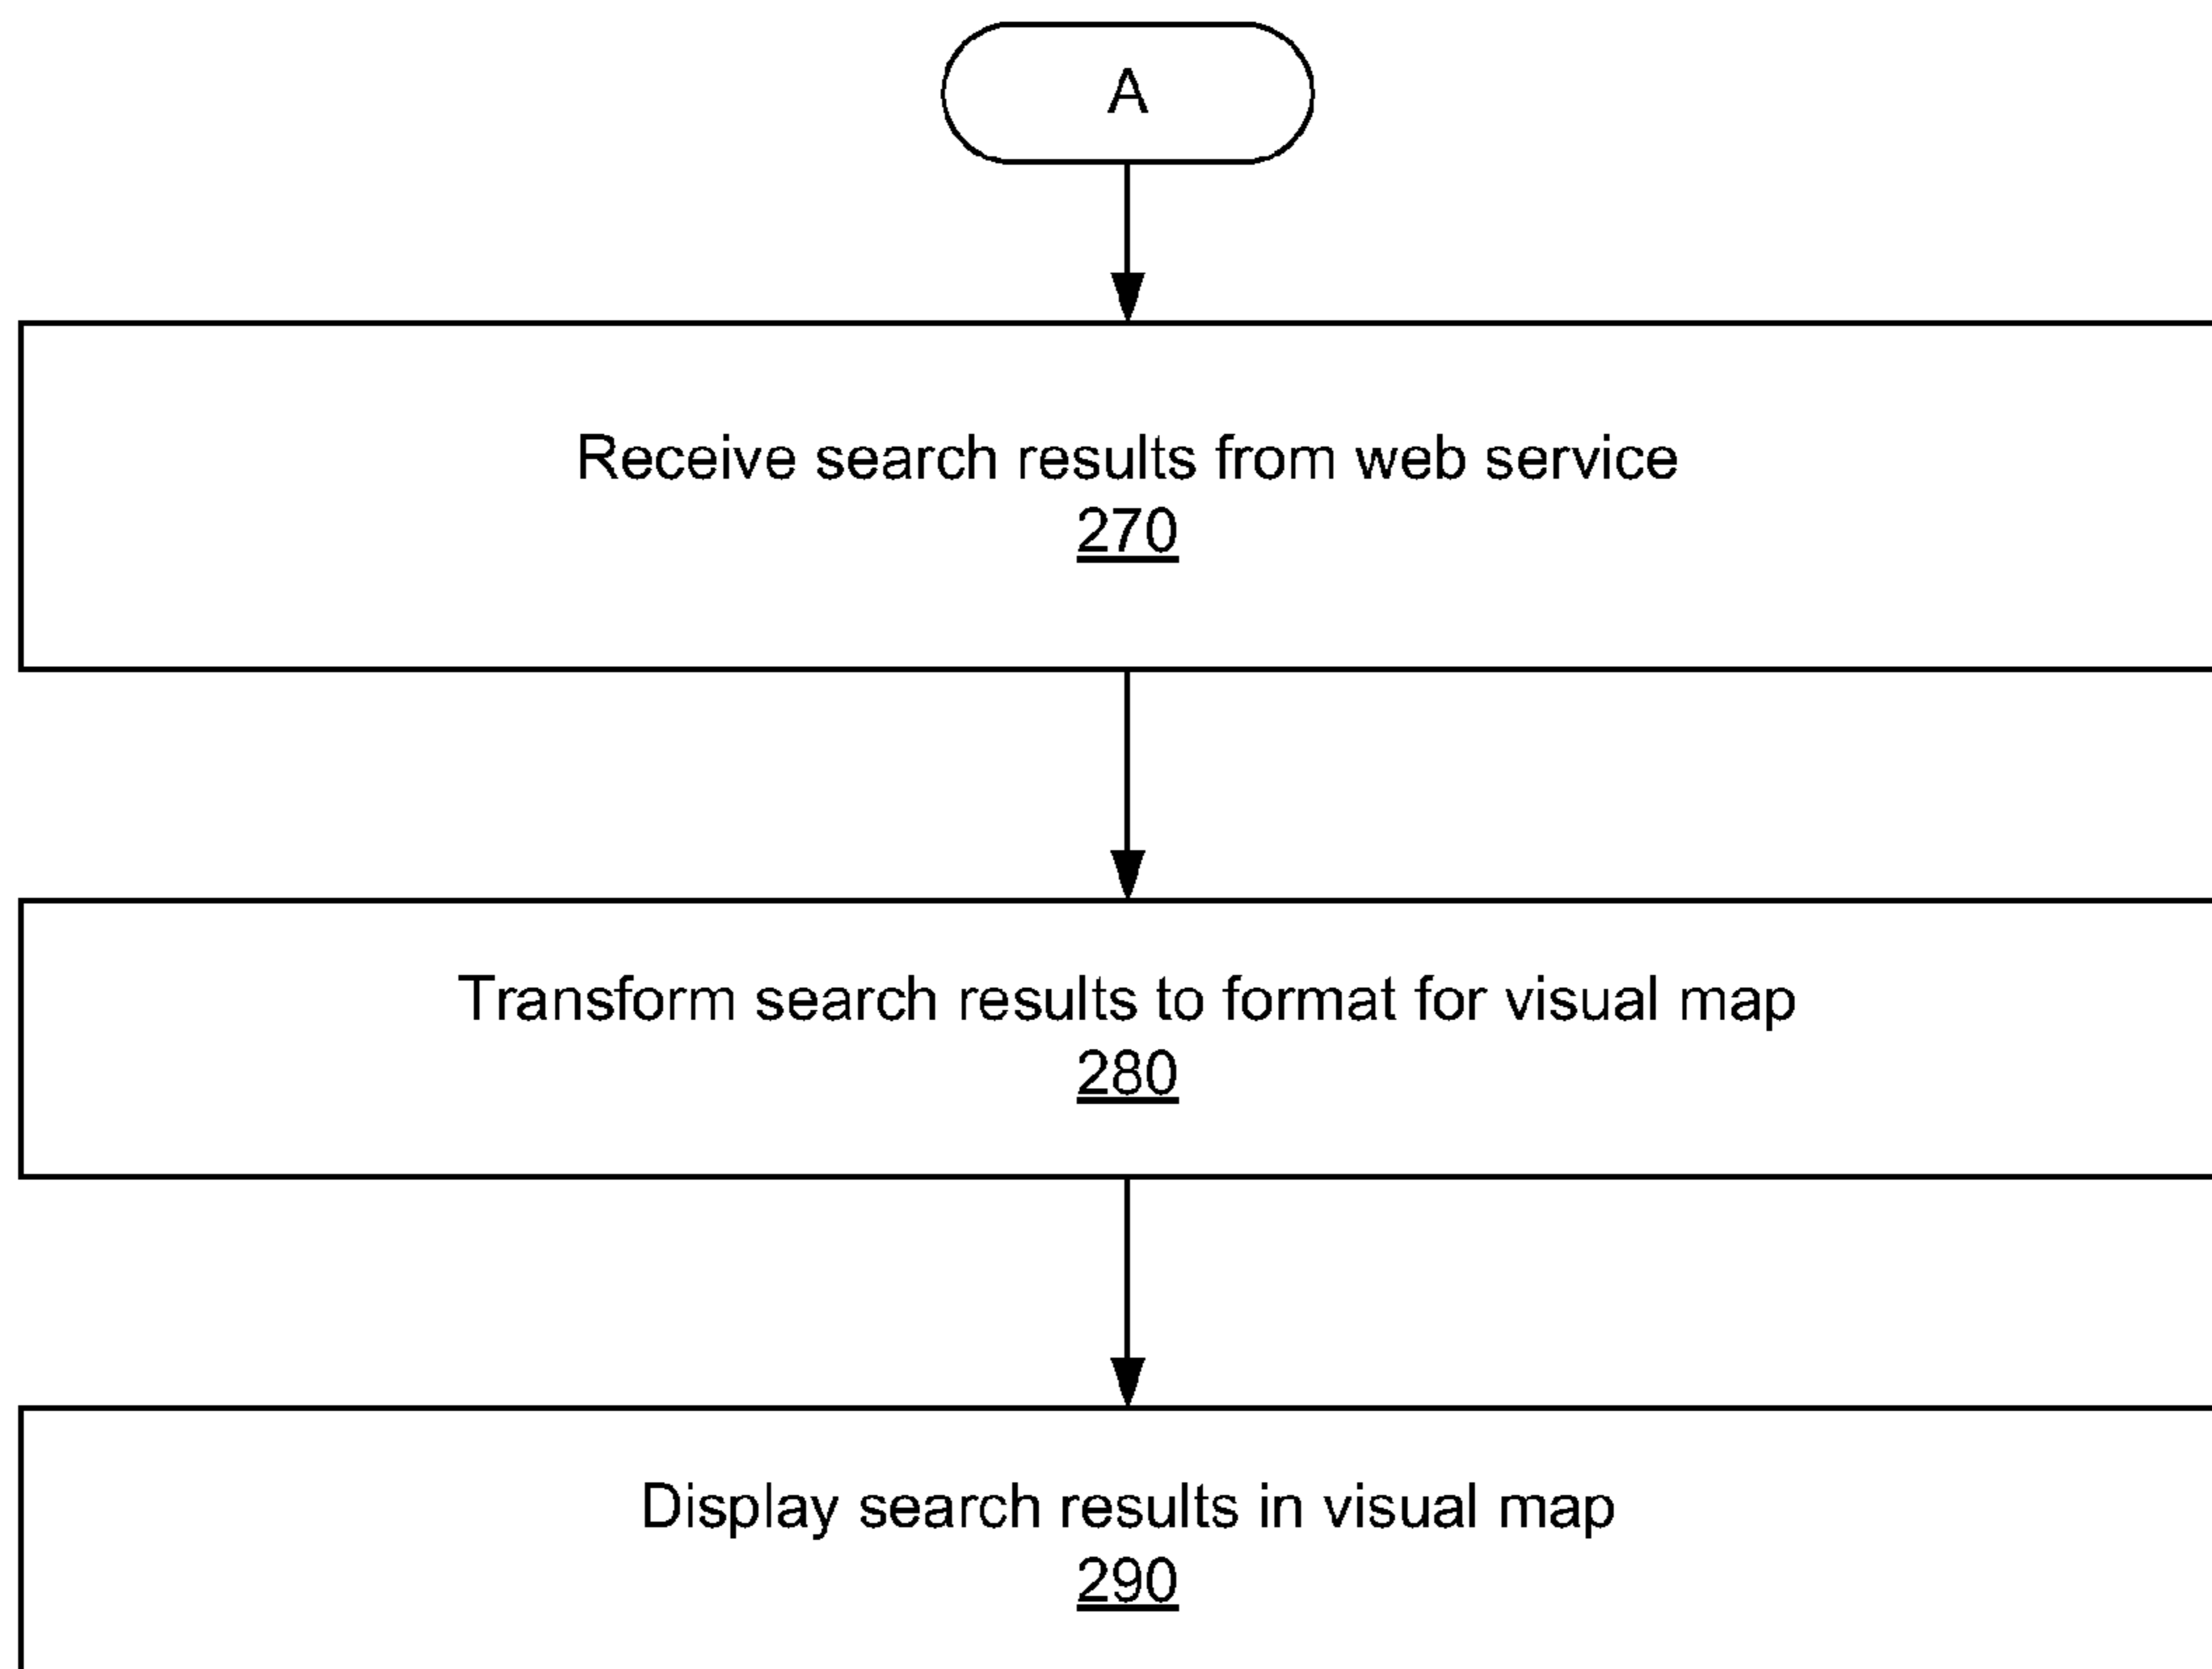 A
Receive search results from web service
270
Transform search results to format for visual map
280
Display search results in visual map
290